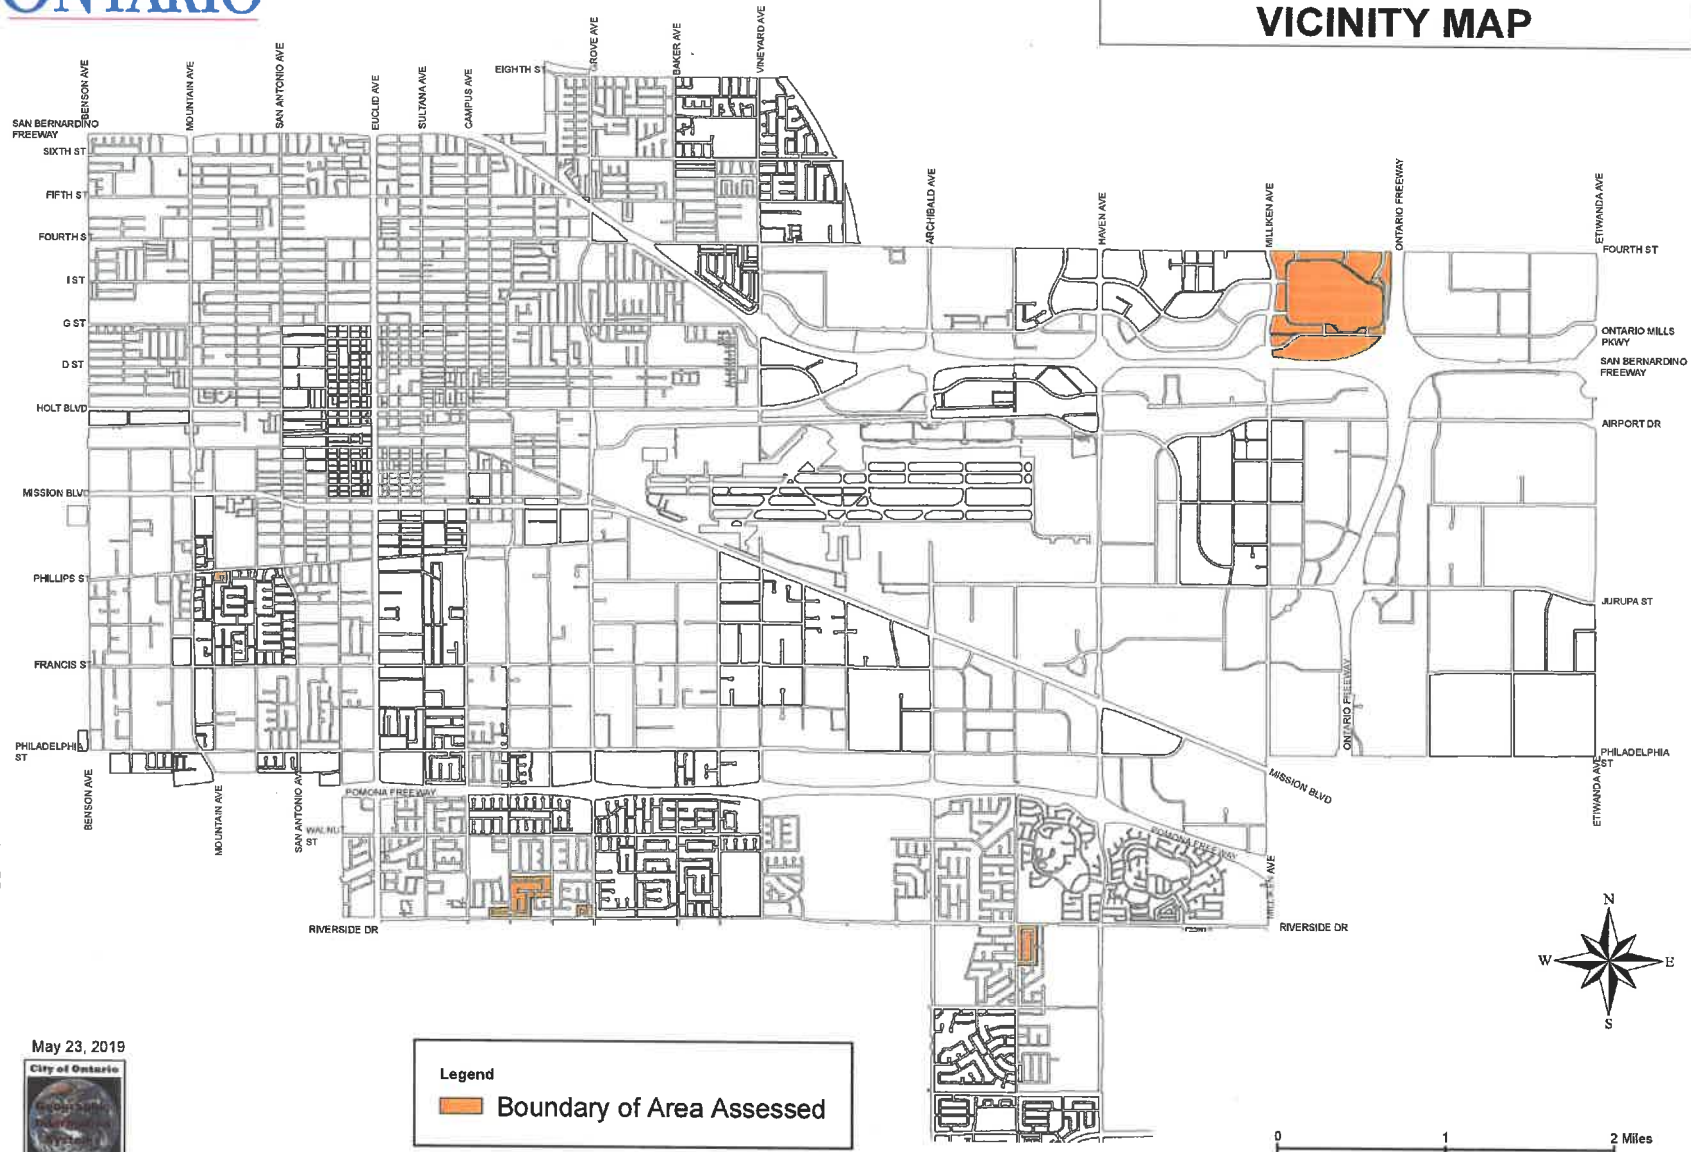 ONTARIO
VICINITY MAP
BENSON AVE
MOUNTAIN AVE
SAN ANTONIO AVE
EUCLID AVE
SULTANA AVE
CAMPUS AVE
EIGHTH ST
GROVE AVE
BAKER AVE
VINEYARD AVE
ARCHIBALD AVE
HAVEN AVE
MILLIKEN AVE
ONTARIO FREEWAY
ETIWANDA AVE
SAN BERNARDINO
FREEWAY
SIXTH ST
FIFTH ST
FOURTH ST
I ST
G ST
D ST
HOLT BLVD
MISSION BLVD
PHILLIPS ST
FRANCIS ST
PHILADELPHIA
ST
FOURTH ST
ONTARIO MILLS
PKWY
SAN BERNARDINO
FREEWAY
AIRPORT DR
JURUPA ST
ONTARIO FREEWAY
PHILADELPHIA
ST
ETIWANDA AVE
MISSION BLVD
BENSON AVE
MOUNTAIN AVE
SAN ANTONIO AV
POMONA FREEWAY
WALNUT
ST
POMONA FREEWAY
MILLIKEN AVE
RIVERSIDE DR
RIVERSIDE DR
N
W
E
S
May 23, 2019
City of Ontario
Geographic
Information
System
Legend
Boundary of Area Assessed
0
1
2 Miles